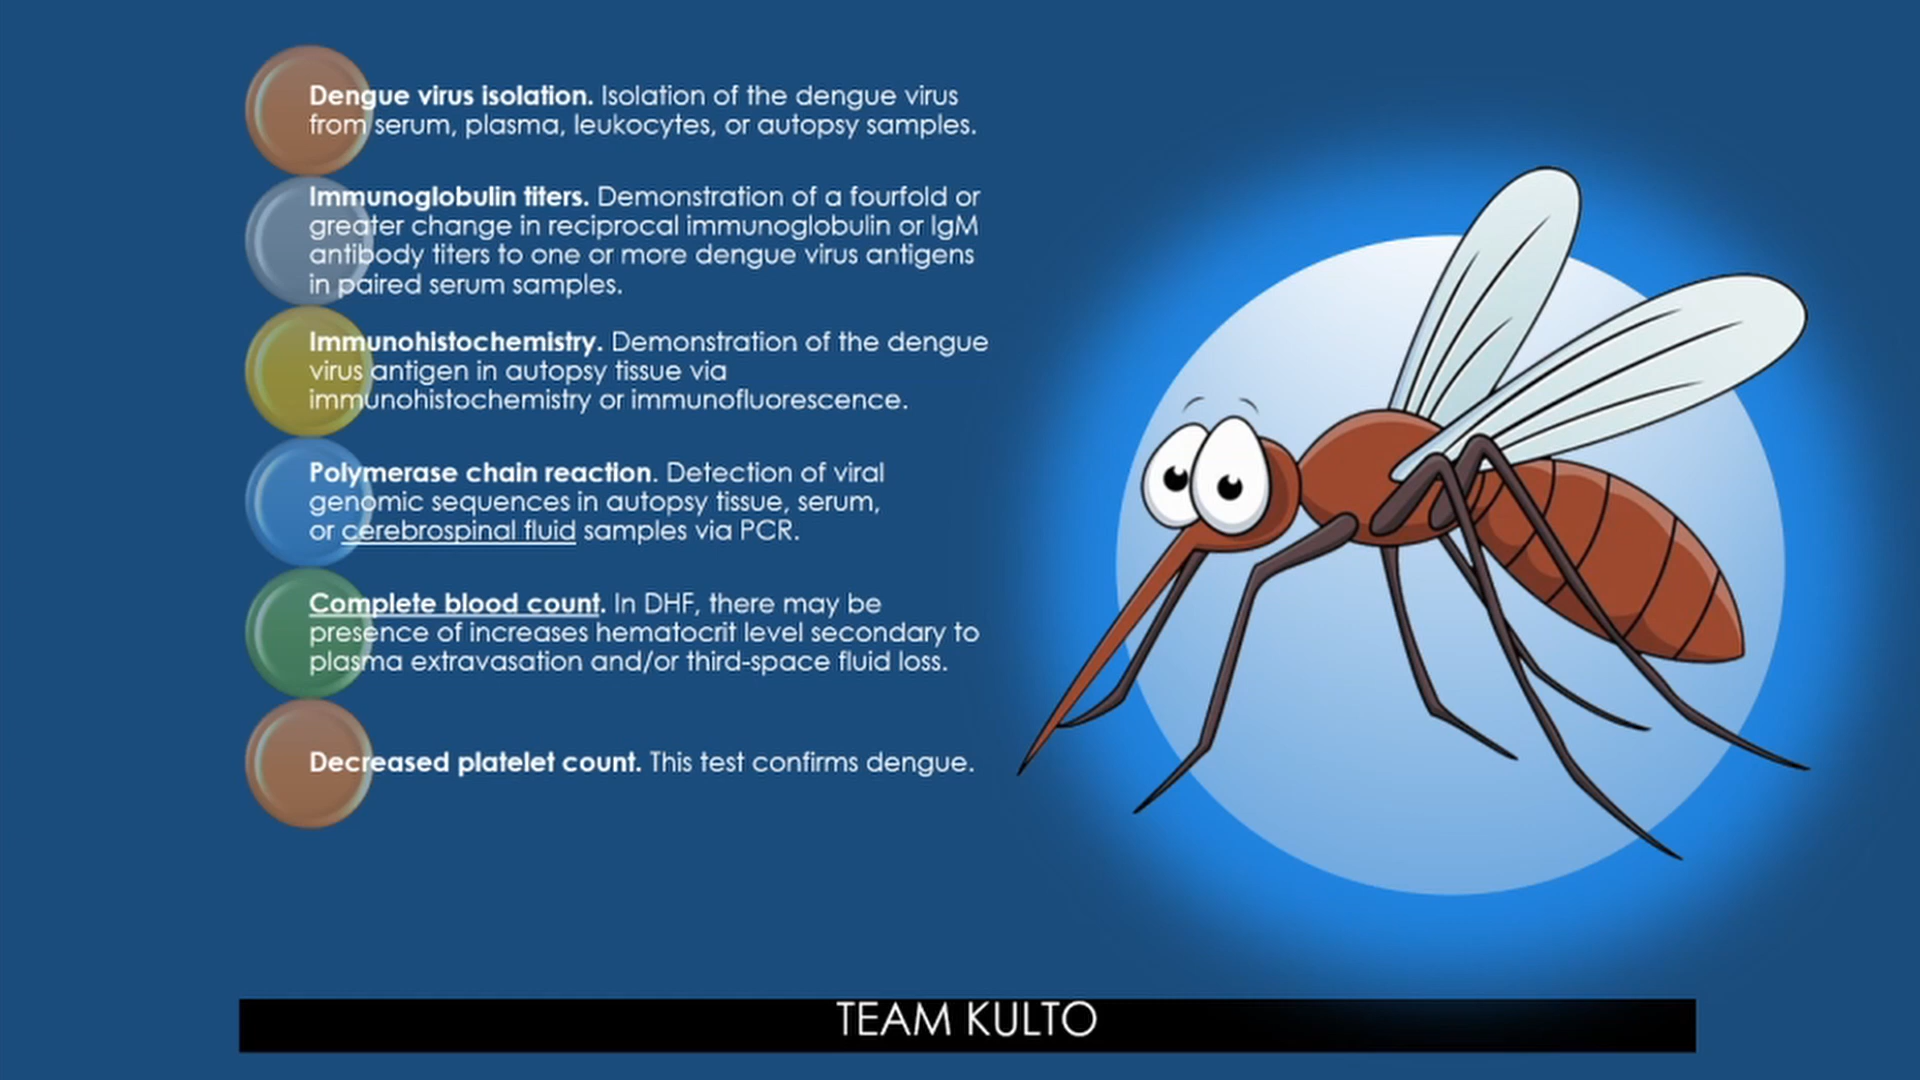 Dengue virus isolation. Isolation of the dengue virus
from serum, plasma, leukocytes, or autopsy samples.
Immunoglobulin titers. Demonstration of a fourfold or
greater change in reciprocal immunoglobulin or IgM
antibody titers to one or more dengue virus antigens
in paired serum samples.
Immunohistochemistry. Demonstration of the dengue
virus antigen in autopsy tissue via
immunohistochemistry or immunofluorescence.
Polymerase chain reaction. Detection of viral
genomic sequences in autopsy tissue, serum,
or cerebrospinal fluid samples via PCR.
Complete blood count. In DHF, there may be
presence of increases hematocrit level secondary to
plasma extravasation and/or third-space fluid loss.
Decreased platelet count. This test confirms dengue.
TEAM KULTO